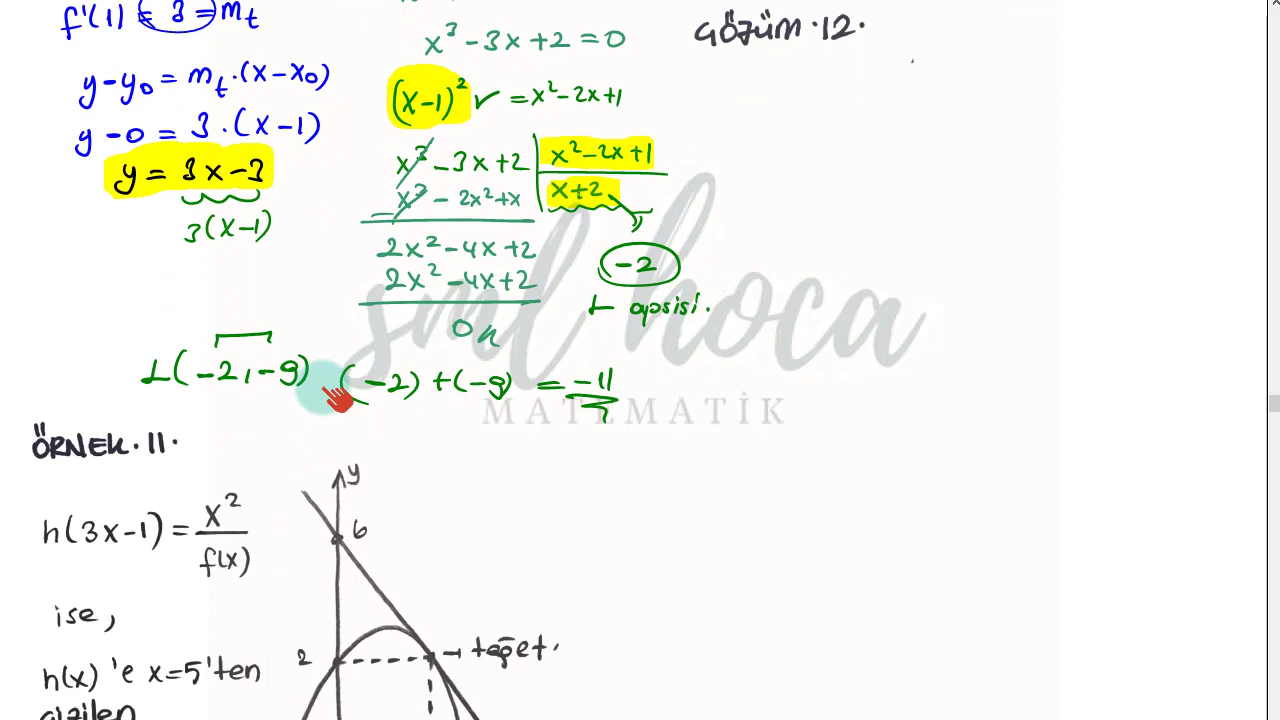 f'(1) = 3 = mt
y-y0 = mt.(x-x0)
y-0 = 3.(x-1)
y = 3x-3
3(x-1)
x³-3x+2=0
(x-1)² ✓ = x²-2x+1
x³-3x+2 | x²-2x+1
x³-2x²+x | x+2
2x²-4x+2
2x²-4x+2
0
-2
L apsisi.
L(-2,-9) (-2)+(-9) = -11
ÇÖZÜM.12.
sml hoca
MATEMATİK
ÖRNEK.11.
h(3x-1) = x²/f(x)
ise,
h(x)'e x=5'ten
çizilen
y
6
2
teğet.